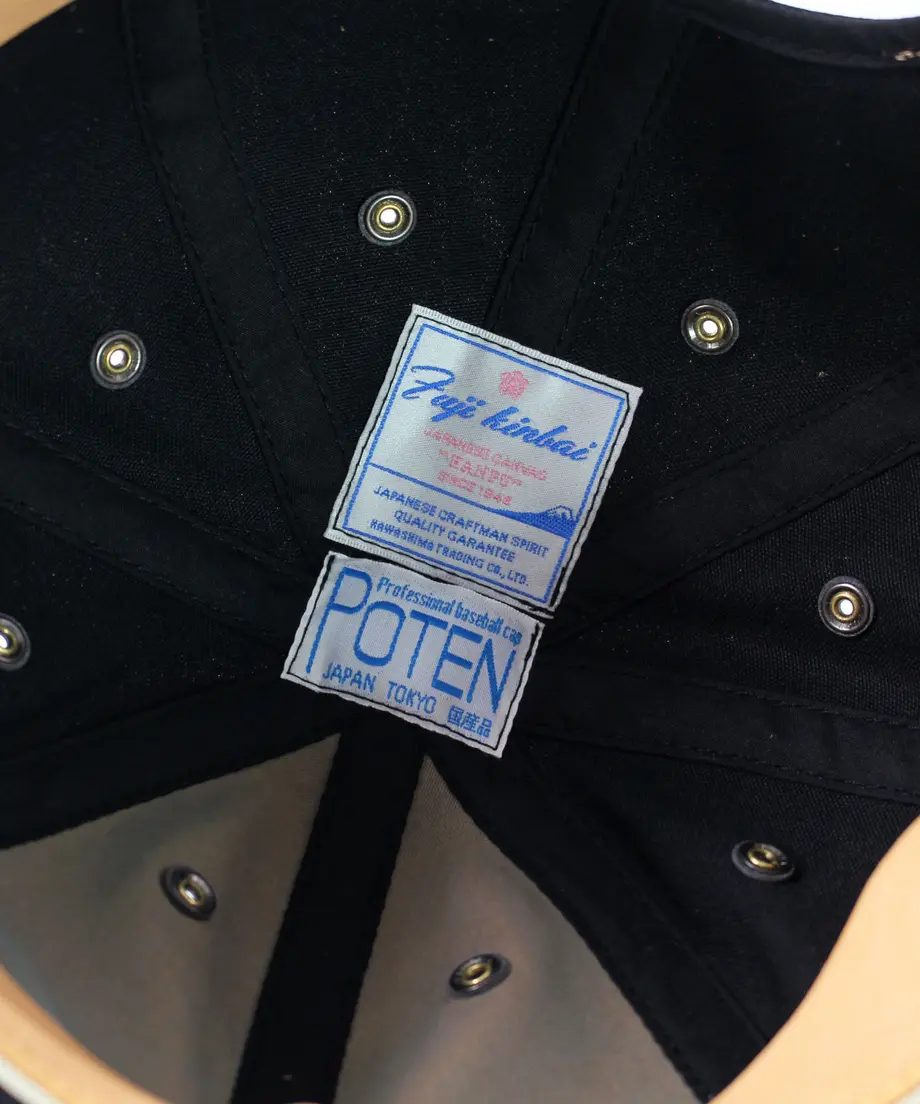 Fuji kinbai
JAPANESE CANVAS
"HANPU"
SINCE 1948
JAPANESE CRAFTMAN SPIRIT
QUALITY GARANTEE
KAWASHIMA TRADING CO., LTD.
Professional baseball cap
POTEN
JAPAN TOKYO 国産品